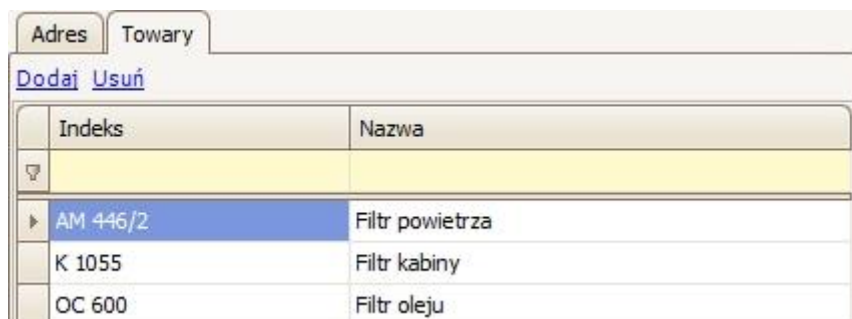 Adres Towary
Dodaj Usuń
Indeks Nazwa
AM 446/2 Filtr powietrza
K 1055 Filtr kabiny
OC 600 Filtr oleju